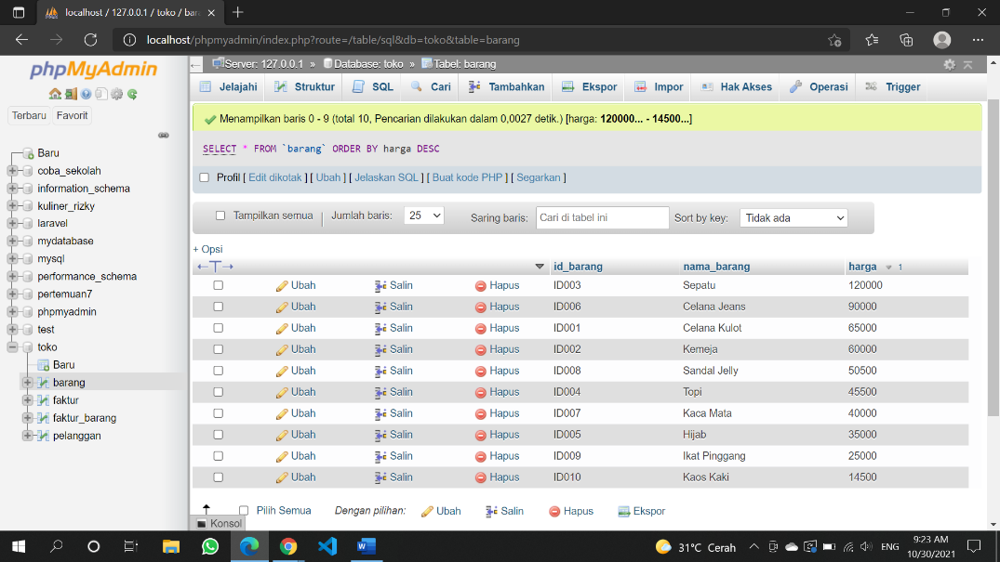 localhost / 127.0.0.1 / toko / bara
localhost/phpmyadmin/index.php?route=/table/sql&db=toko&table=barang
phpMyAdmin
Terbaru Favorit
Baru
coba_sekolah
information_schema
kuliner_rizky
laravel
mydatabase
mysql
performance_schema
pertemuan7
phpmyadmin
test
toko
Baru
barang
faktur
faktur_barang
pelanggan
Server: 127.0.0.1 » Database: toko » Tabel: barang
Jelajahi Struktur SQL Cari Tambahkan Ekspor Impor Hak Akses Operasi Trigger
Menampilkan baris 0 - 9 (total 10, Pencarian dilakukan dalam 0,0027 detik.) [harga: 120000... - 14500...]
SELECT * FROM `barang` ORDER BY harga DESC
Profil [ Edit dikotak ] [ Ubah ] [ Jelaskan SQL ] [ Buat kode PHP ] [ Segarkan ]
Tampilkan semua | Jumlah baris: 25 Saring baris: Cari di tabel ini Sort by key: Tidak ada
+ Opsi
←T→ id_barang nama_barang harga 1
Ubah Salin Hapus ID003 Sepatu 120000
Ubah Salin Hapus ID006 Celana Jeans 90000
Ubah Salin Hapus ID001 Celana Kulot 65000
Ubah Salin Hapus ID002 Kemeja 60000
Ubah Salin Hapus ID008 Sandal Jelly 50500
Ubah Salin Hapus ID004 Topi 45500
Ubah Salin Hapus ID007 Kaca Mata 40000
Ubah Salin Hapus ID005 Hijab 35000
Ubah Salin Hapus ID009 Ikat Pinggang 25000
Ubah Salin Hapus ID010 Kaos Kaki 14500
Pilih Semua Dengan pilihan: Ubah Salin Hapus Ekspor
Konsol
31°C Cerah ENG 9:23 AM
10/30/2021